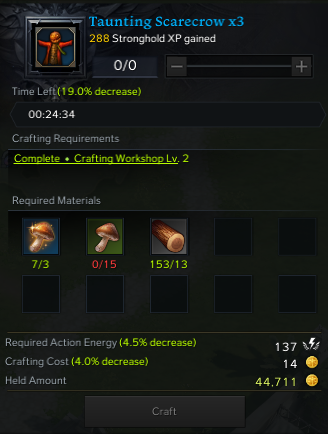 Taunting Scarecrow x3
288 Stronghold XP gained
0/0
Time Left (19.0% decrease)
00:24:34
Crafting Requirements
Complete • Crafting Workshop Lv. 2
Required Materials
7/3 0/15 153/13
Required Action Energy (4.5% decrease) 137
Crafting Cost (4.0% decrease) 14
Held Amount 44,711
Craft